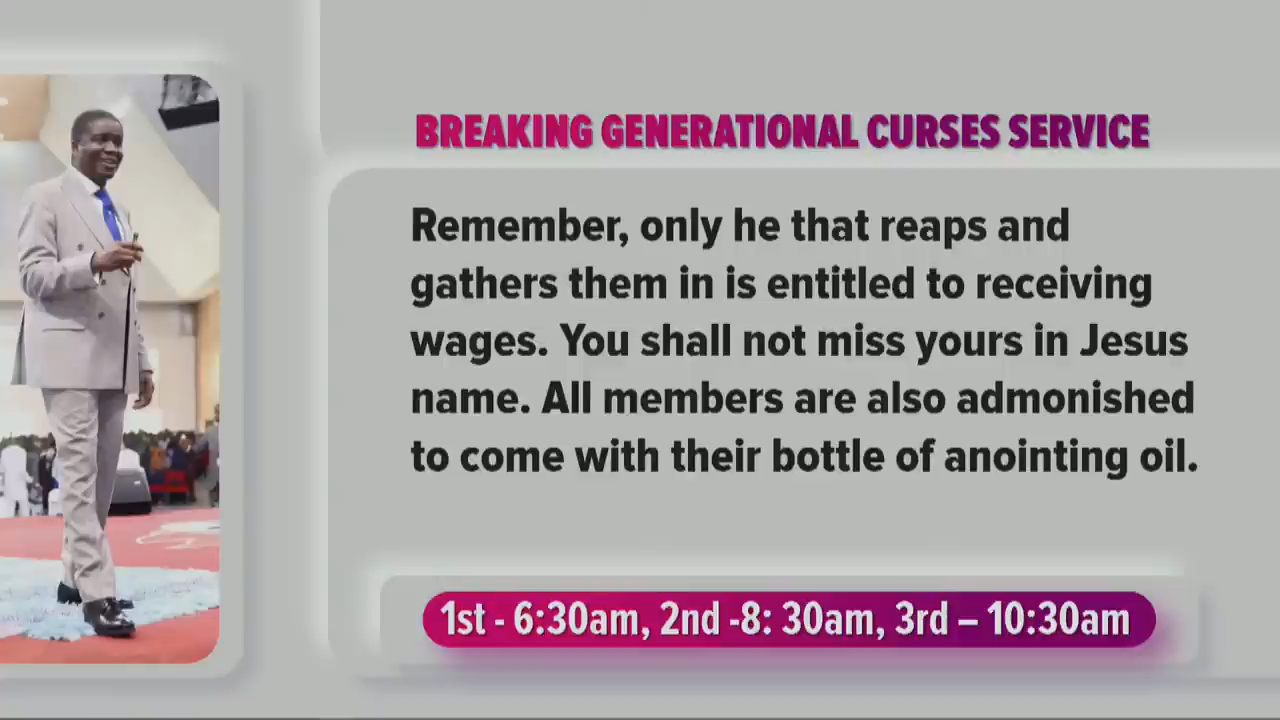 BREAKING GENERATIONAL CURSES SERVICE
Remember, only he that reaps and
gathers them in is entitled to receiving
wages. You shall not miss yours in Jesus
name. All members are also admonished
to come with their bottle of anointing oil.
1st - 6:30am, 2nd -8: 30am, 3rd – 10:30am